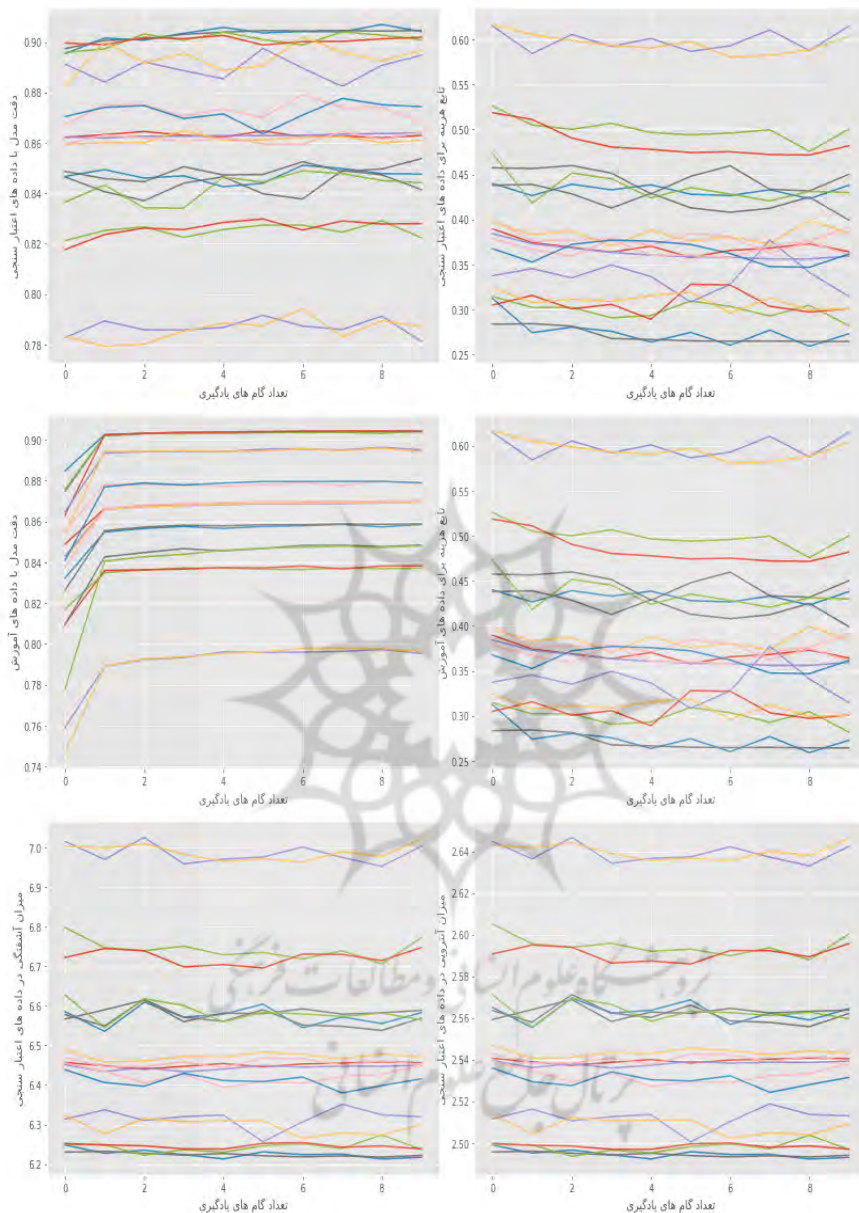 دقت مدل با داده های اعتبار سنجی
0.90
0.88
0.86
0.84
0.82
0.80
0.78
0 2 4 6 8
تعداد گام های یادگیری
تابع هزینه برای داده های اعتبار سنجی
0.60
0.55
0.50
0.45
0.40
0.35
0.30
0.25
0 2 4 6 8
تعداد گام های یادگیری
دقت مدل با داده های آموزش
0.90
0.88
0.86
0.84
0.82
0.80
0.78
0.76
0.74
0 2 4 6 8
تعداد گام های یادگیری
تابع هزینه برای داده های آموزش
0.60
0.55
0.50
0.45
0.40
0.35
0.30
0.25
0 2 4 6 8
تعداد گام های یادگیری
میزان آشفتگی در داده های اعتبار سنجی
7.0
6.9
6.8
6.7
6.6
6.5
6.4
6.3
6.2
0 2 4 6 8
تعداد گام های یادگیری
میزان آنتروپی در داده های اعتبار سنجی
2.64
2.62
2.60
2.58
2.56
2.54
2.52
2.50
0 2 4 6 8
تعداد گام های یادگیری
پژوهشگاه علوم انسانی و مطالعات فرهنگی
پرتال جامع علوم انسانی